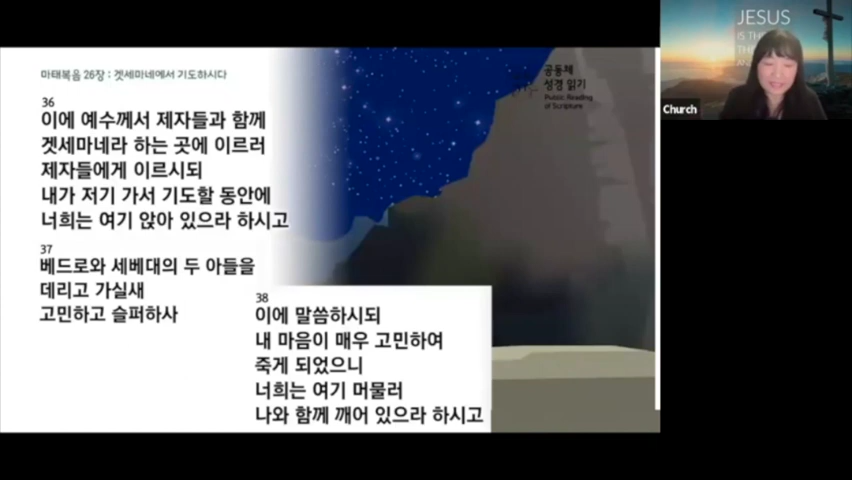 마태복음 26장 : 겟세마네에서 기도하시다
36
이에 예수께서 제자들과 함께
겟세마네라 하는 곳에 이르러
제자들에게 이르시되
내가 저기 가서 기도할 동안에
너희는 여기 앉아 있으라 하시고
37
베드로와 세베대의 두 아들을
데리고 가실새
고민하고 슬퍼하사
38
이에 말씀하시되
내 마음이 매우 고민하여
죽게 되었으니
너희는 여기 머물러
나와 함께 깨어 있으라 하시고
공동체
성경 읽기
Public Reading
of Scripture
JESUS
IS THE
THE
AN
Church